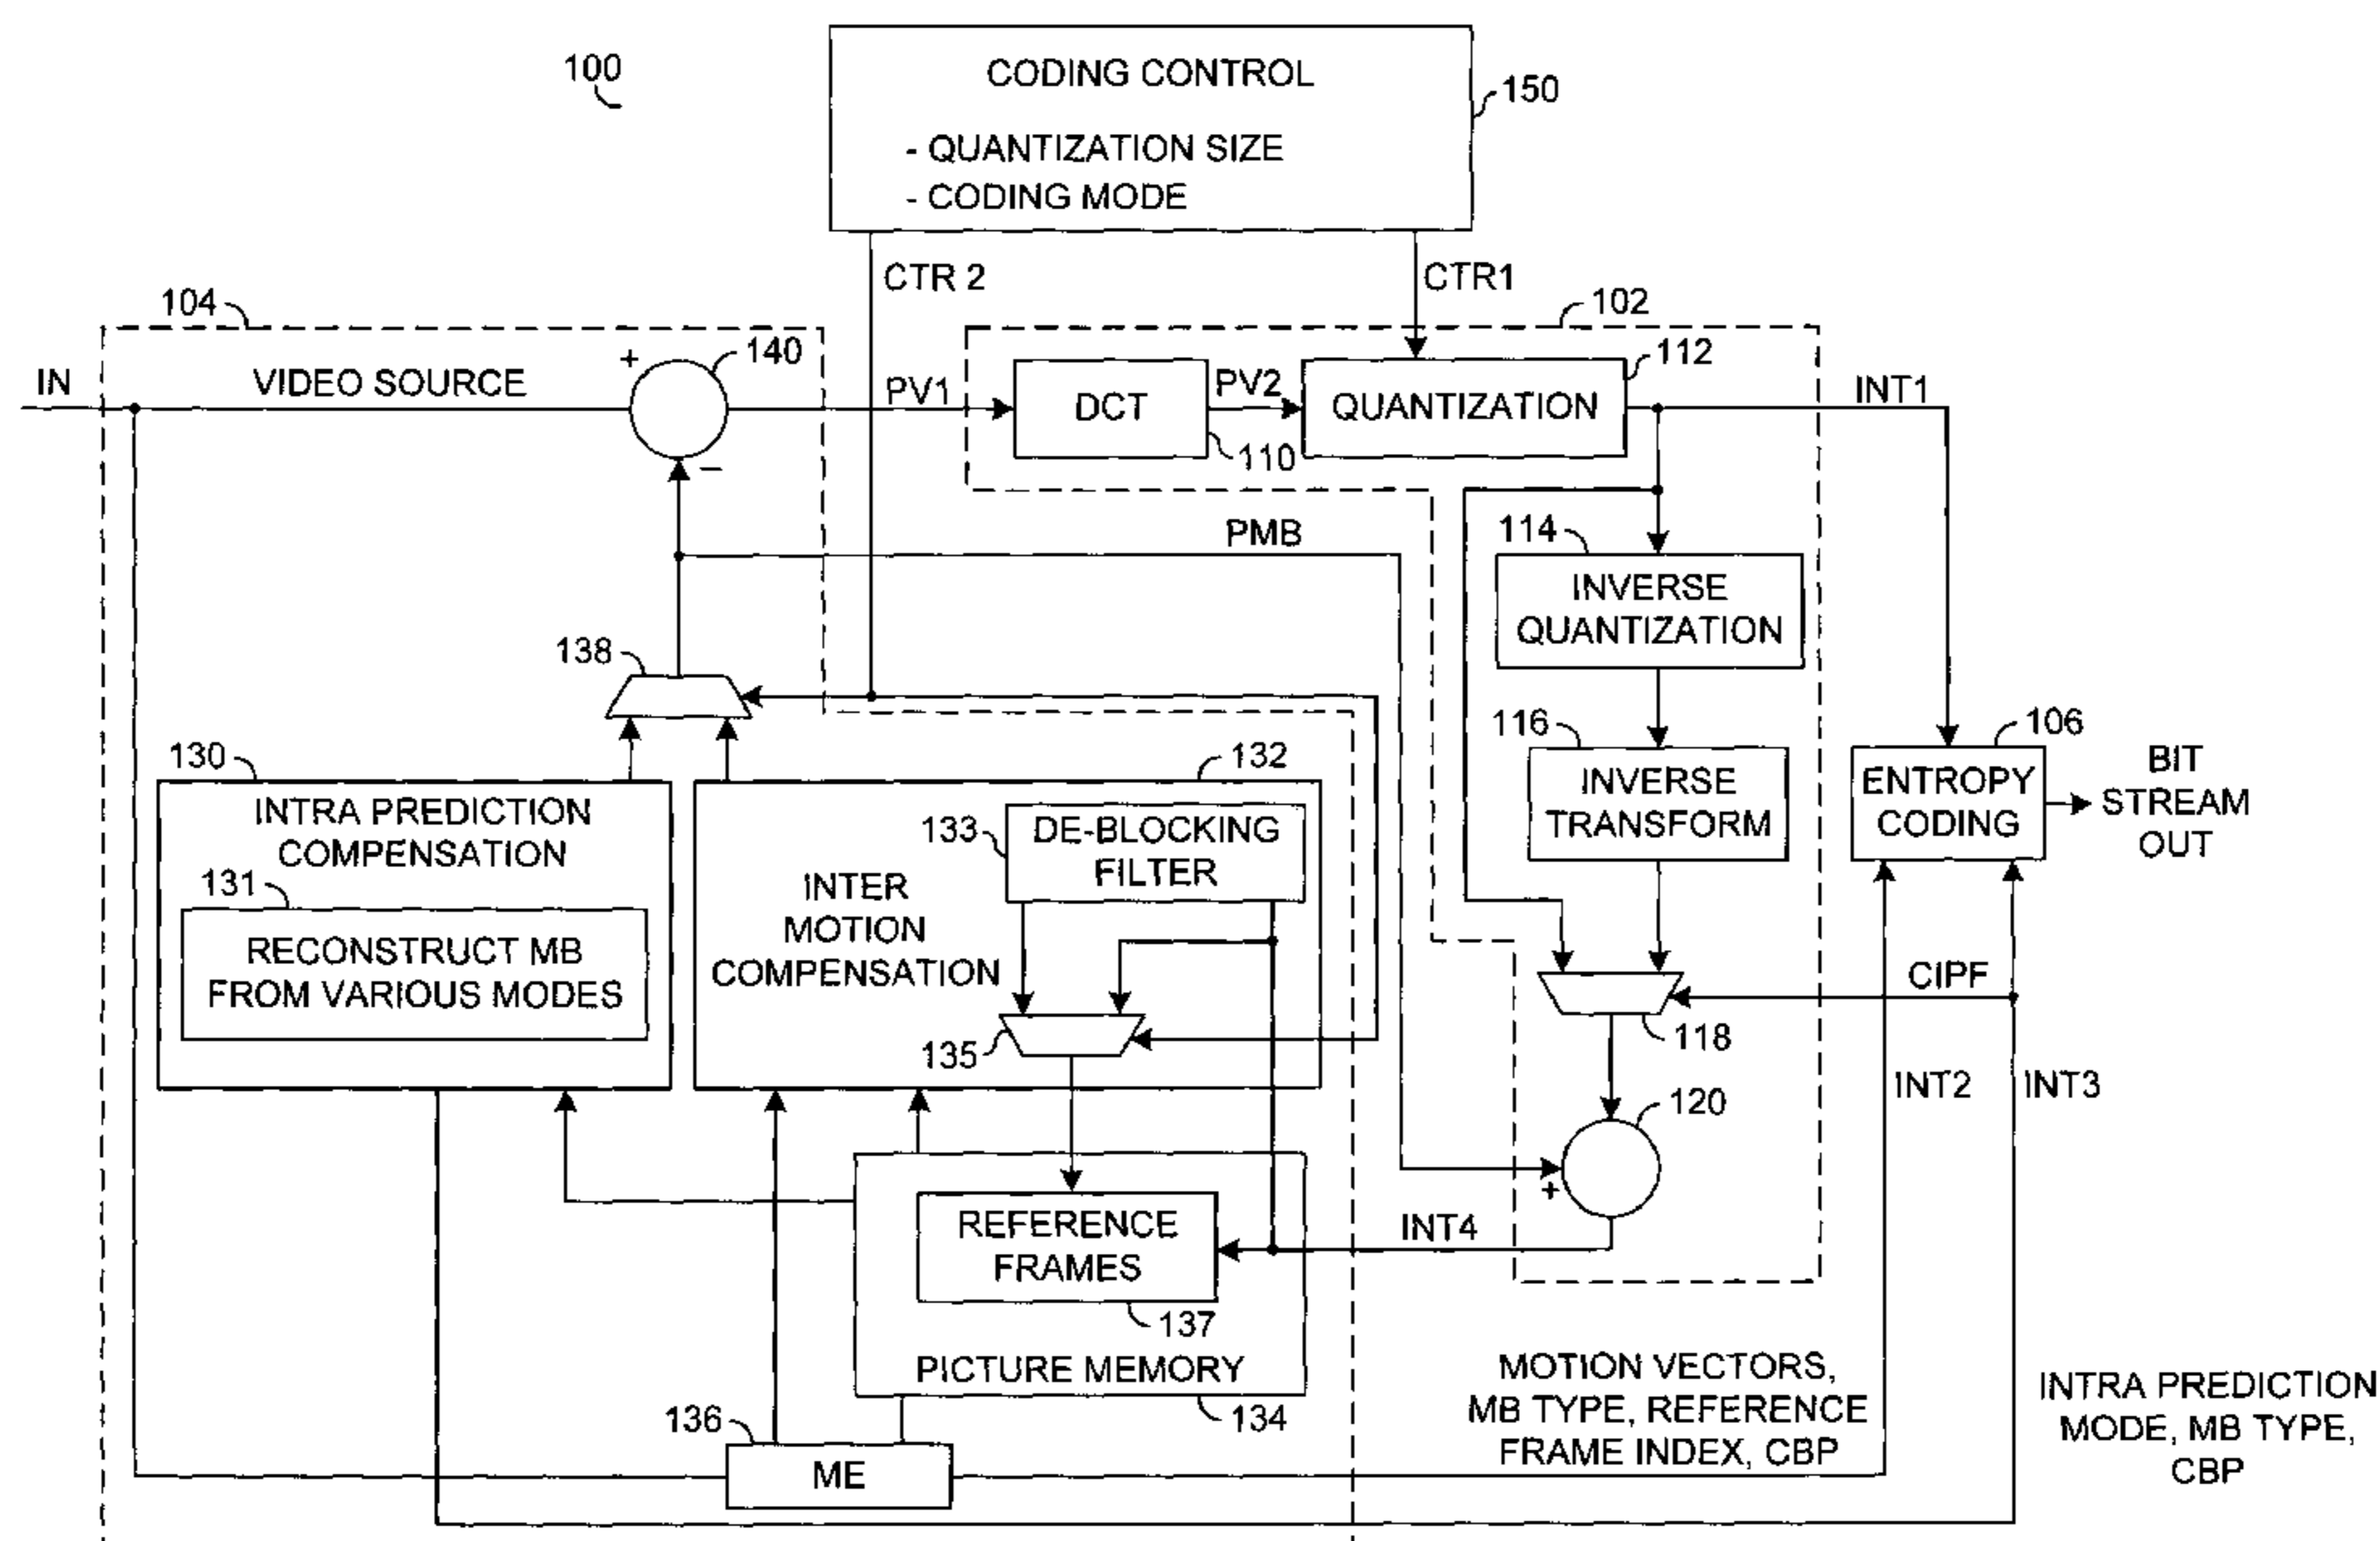 100
CODING CONTROL
- QUANTIZATION SIZE
- CODING MODE
150
CTR 2
CTR1
104
102
IN
VIDEO SOURCE
+
140
−
PV1
DCT
110
PV2
QUANTIZATION
112
INT1
PMB
114
INVERSE
QUANTIZATION
138
116
INVERSE
TRANSFORM
106
ENTROPY
CODING
BIT
STREAM
OUT
130
INTRA PREDICTION
COMPENSATION
131
RECONSTRUCT MB
FROM VARIOUS MODES
132
133
DE-BLOCKING
FILTER
INTER
MOTION
COMPENSATION
135
CIPF
118
INT2
INT3
120
+
INT4
REFERENCE
FRAMES
137
PICTURE MEMORY
134
136
ME
MOTION VECTORS,
MB TYPE, REFERENCE
FRAME INDEX, CBP
INTRA PREDICTION
MODE, MB TYPE,
CBP